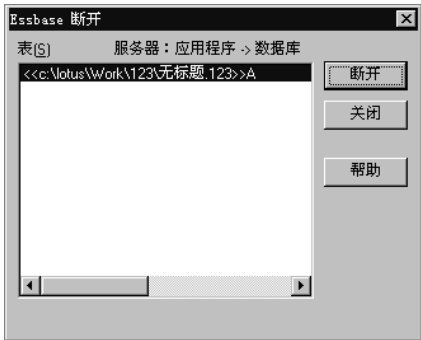 Essbase 断开
表(S) 服务器：应用程序 -> 数据库
<<c:\lotus\Work\123\无标题.123>>A
断开
关闭
帮助